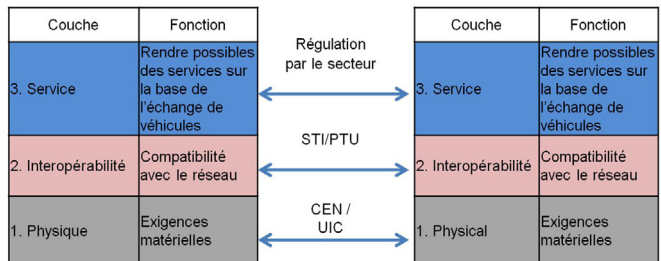 Couche
Fonction
3. Service
Rendre possibles
des services sur
la base de
l'échange de
véhicules
2. Interopérabilité
Compatibilité
avec le réseau
1. Physique
Exigences
matérielles
Régulation
par le secteur
STI/PTU
CEN /
UIC
Couche
Fonction
3. Service
Rendre possibles
des services sur
la base de
l'échange de
véhicules
2. Interopérabilité
Compatibilité
avec le réseau
1. Physical
Exigences
matérielles